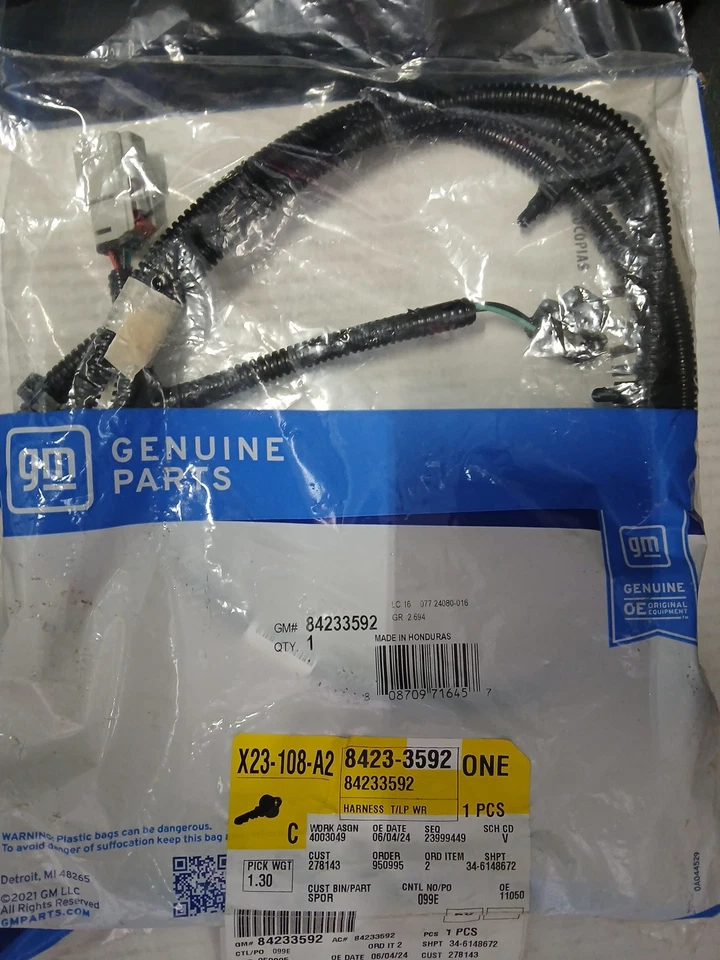 OCOPIAS
gm GENUINE
PARTS
gm
GENUINE
OE ORIGINAL
EQUIPMENT
LC 16 077 24080-016
GM# 84233592 GR 2.694
QTY. 1 MADE IN HONDURAS
8 08709 71645 7
X23-108-A2 8423-3592 ONE
84233592
HARNESS T/LP WR 1 PCS
C WORK ASGN OE DATE SEQ SCH CD
4003049 06/04/24 23999449 V
CUST ORDER ORD ITEM SHPT
278143 950995 2 34-6148672
PICK WGT
1.30
CUST BIN/PART CNTL NO/PO OE
SPOR 099E 11050
GM# 84233592 AC# 84233592 PCS 1 PCS
CTL/PO 099E ORD IT 2 SHPT 34-6148672
OE DATE 06/04/24 CUST 278143
WARNING: Plastic bags can be dangerous.
To avoid danger of suffocation keep this bag
Detroit, MI 48265
©2021 GM LLC
All Rights Reserved
GMPARTS.COM
0A044529